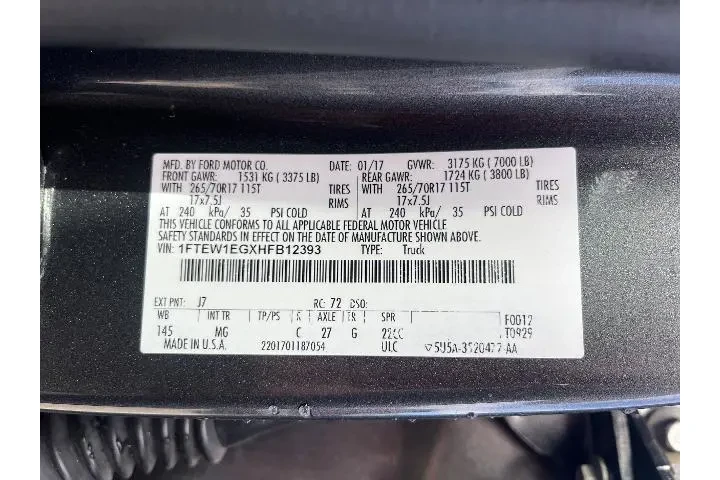 MFD. BY FORD MOTOR CO. DATE: 01/17 GVWR: 3175 KG ( 7000 LB)
FRONT GAWR: 1531 KG ( 3375 LB) REAR GAWR: 1724 KG ( 3800 LB)
WITH 265/70R17 115T TIRES WITH 265/70R17 115T TIRES
17x7.5J RIMS 17x7.5J RIMS
AT 240 kPa/ 35 PSI COLD AT 240 kPa/ 35 PSI COLD
THIS VEHICLE CONFORMS TO ALL APPLICABLE FEDERAL MOTOR VEHICLE
SAFETY STANDARDS IN EFFECT ON THE DATE OF MANUFACTURE SHOWN ABOVE.
VIN: 1FTEW1EGXHFB12393 TYPE: Truck
EXT PNT: J7 RC: 72 DSO:
WB INT TR TP/PS R AXLE TR SPR F0012
145 MG C 27 G T0929
MADE IN U.S.A. 2201701187054 ULC